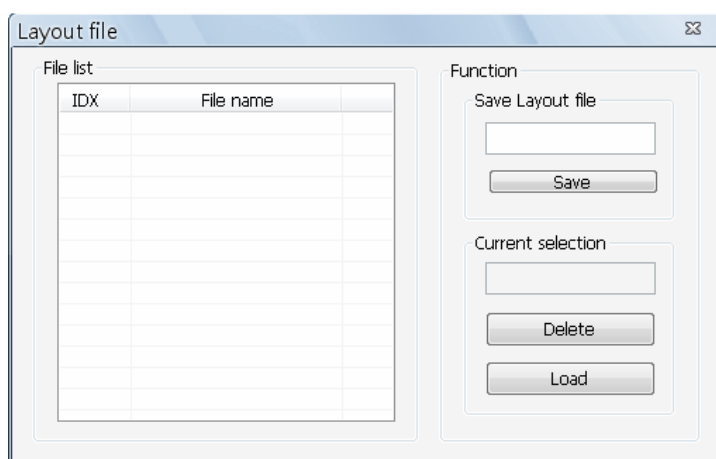 Layout file
File list
IDX File name
Function
Save Layout file
Save
Current selection
Delete
Load